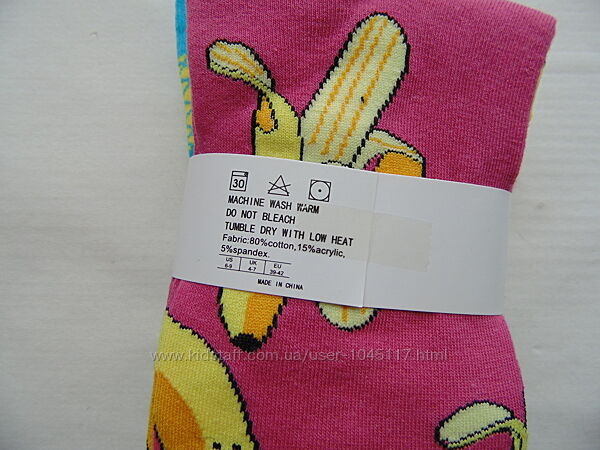 30
MACHINE WASH WARM
DO NOT BLEACH
TUMBLE DRY WITH LOW HEAT
Fabric:80%cotton,15%acrylic,
5%spandex.
US UK EU
6-9 4-7 39-42
MADE IN CHINA
www.kidstaff.com.ua/user-1045117.html